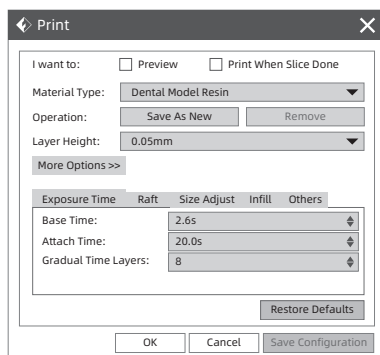 Print
I want to: Preview Print When Slice Done
Material Type: Dental Model Resin
Operation: Save As New Remove
Layer Height: 0.05mm
More Options >>
Exposure Time Raft Size Adjust Infill Others
Base Time: 2.6s
Attach Time: 20.0s
Gradual Time Layers: 8
Restore Defaults
OK Cancel Save Configuration